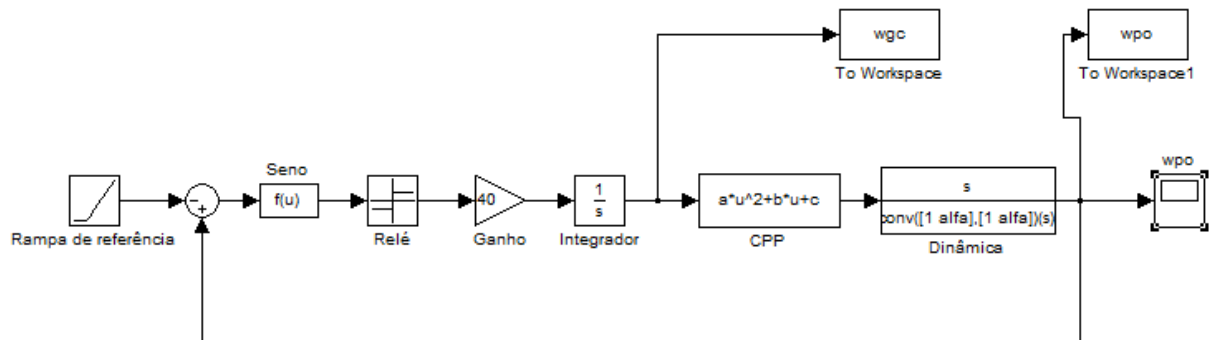 wgc
To Workspace
wpo
To Workspace1
Rampa de referência
Seno
f(u)
Relé
40
Ganho
1
s
Integrador
a*u^2+b*u+c
CPP
s
conv([1 alfa],[1 alfa])(s)
Dinâmica
wpo